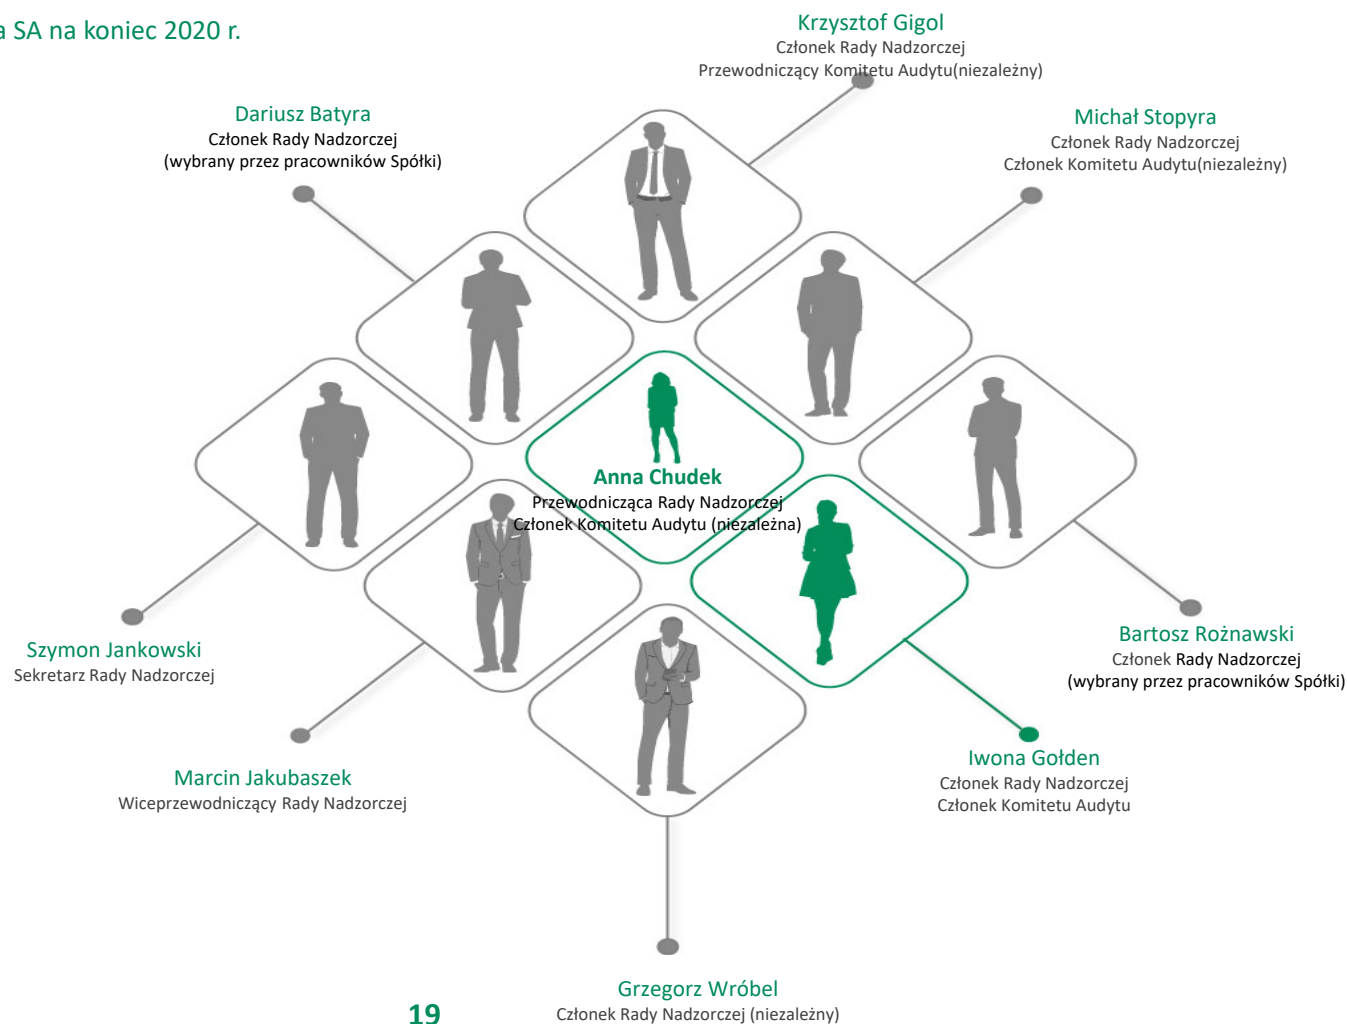 a SA na koniec 2020 r.
Krzysztof Gigol
Członek Rady Nadzorczej
Przewodniczący Komitetu Audytu(niezależny)
Dariusz Batyra
Członek Rady Nadzorczej
(wybrany przez pracowników Spółki)
Michał Stopyra
Członek Rady Nadzorczej
Członek Komitetu Audytu(niezależny)
Anna Chudek
Przewodnicząca Rady Nadzorczej
Członek Komitetu Audytu (niezależna)
Szymon Jankowski
Sekretarz Rady Nadzorczej
Bartosz Rożnawski
Członek Rady Nadzorczej
(wybrany przez pracowników Spółki)
Marcin Jakubaszek
Wiceprzewodniczący Rady Nadzorczej
Iwona Gołden
Członek Rady Nadzorczej
Członek Komitetu Audytu
Grzegorz Wróbel
Członek Rady Nadzorczej (niezależny)
19